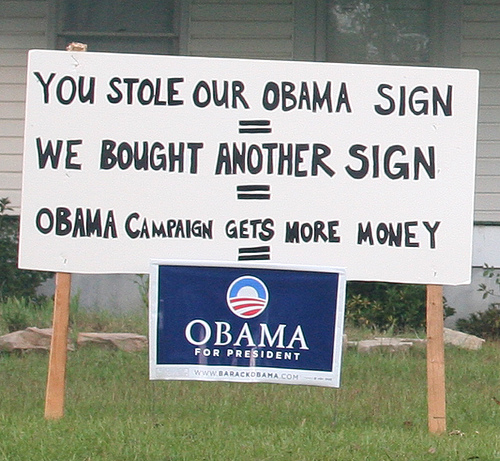 YOU STOLE OUR OBAMA SIGN
=
WE BOUGHT ANOTHER SIGN
=
OBAMA CAMPAIGN GETS MORE MONEY
=
OBAMA
FOR PRESIDENT
WWW.BARACKOBAMA.COM